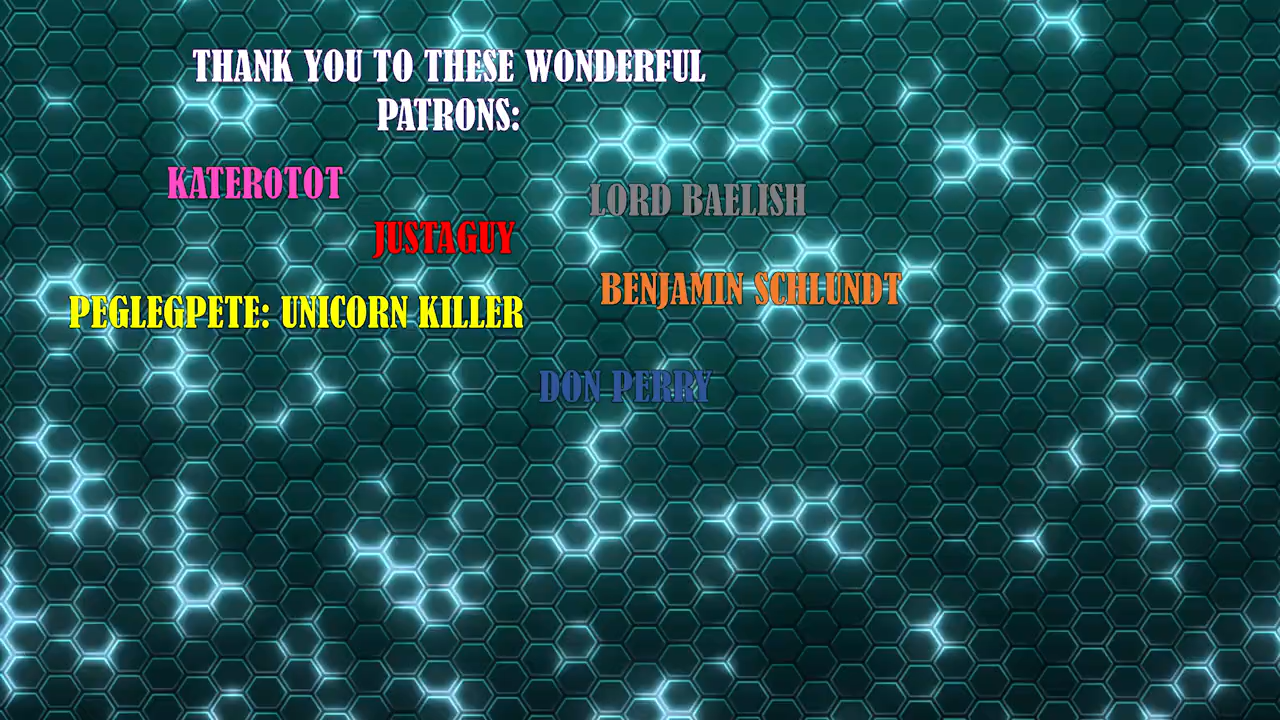 THANK YOU TO THESE WONDERFUL
PATRONS:
KATEROTOT
LORD BAELISH
JUSTAGUY
BENJAMIN SCHLUNDT
PEGLEGPETE: UNICORN KILLER
DON PERRY